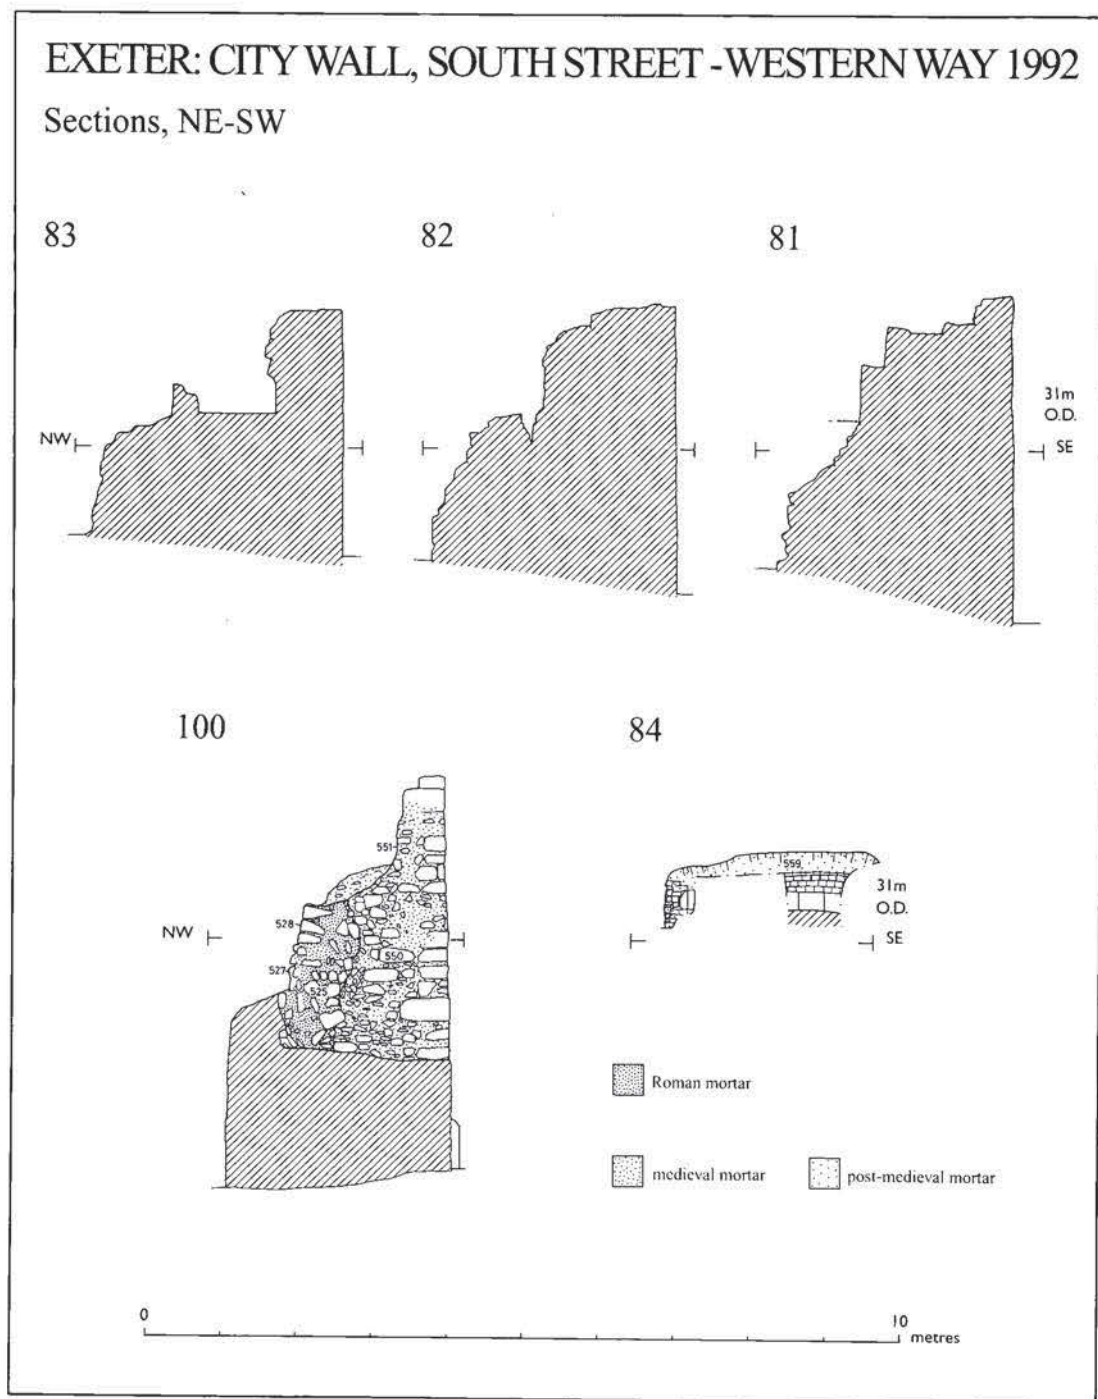 EXETER: CITY WALL, SOUTH STREET - WESTERN WAY 1992
Sections, NE-SW
83
82
81
31m
O.D.
NW
SE
100
84
551
559
31m
O.D.
528
NW
SE
550
527
525
Roman mortar
medieval mortar
post-medieval mortar
0
10
metres